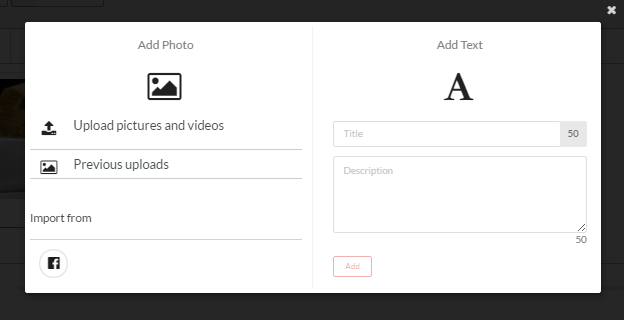 Add Photo
Upload pictures and videos
Previous uploads
Import from
Add Text
A
Title
50
Description
50
Add